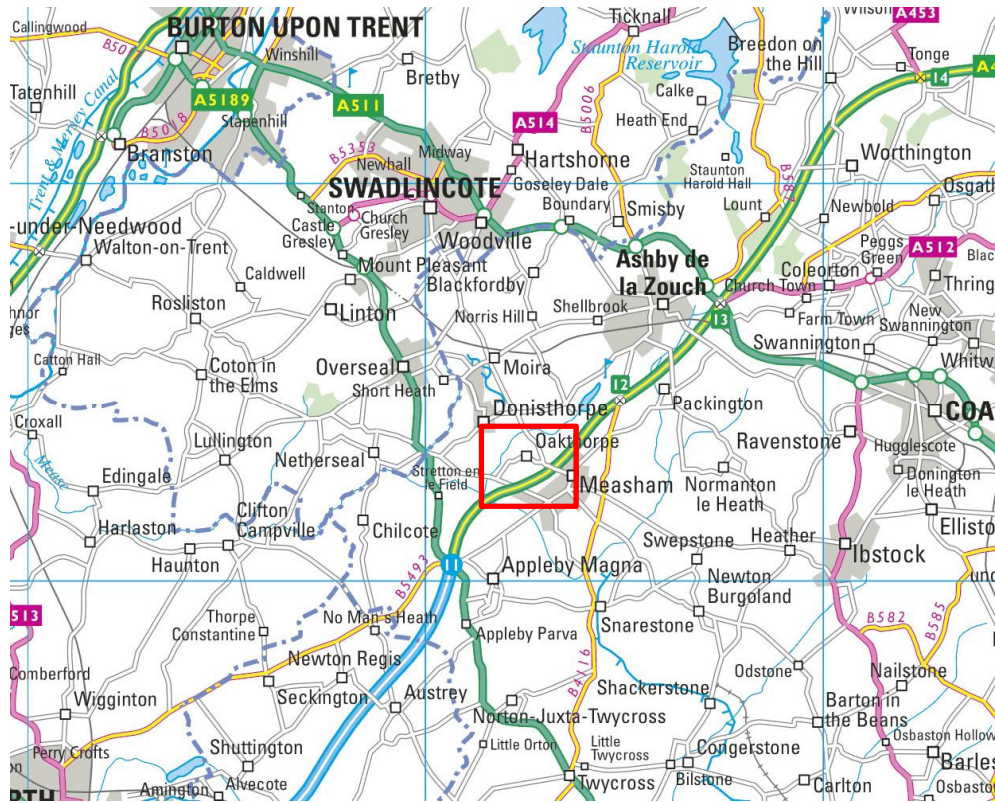 Callingwood
BURTON UPON TRENT
B50
Winshill
Ticknall
Wilson
A453
Staunton Harold
Reservoir
Breedon on
the Hill
Tonge
14
A4
Bretby
Calke
Tatenhill
A5189
A511
B5006
Heath End
Trent & Mersey Canal
B5018
Stapenhill
A514
Branston
B5353
Newhall
Midway
Hartshorne
Staunton
Harold Hall
B587
Worthington
SWADLINCOTE
Goseley Dale
Boundary
Smisby
Lount
Newbold
Osgath
Stanton
Castle
Gresley
Church
Gresley
-under-Needwood
Walton-on-Trent
Woodville
Peggs
Green
A512
Ashby de
la Zouch
Mount Pleasant
Blackfordby
Church Town
Coleorton
Blac
Thring
Caldwell
Rosliston
Shellbrook
Linton
Norris Hill
13
Farm Town
New
Swannington
Swannington
Whitw
Catton Hall
Coton in
the Elms
Overseal
Moira
Short Heath
12
Packington
COA
Croxall
Donisthorpe
Oakthorpe
Ravenstone
Hugglescote
Lullington
Netherseal
Mease
Edingale
Stretton en
le Field
Measham
Normanton
le Heath
Donington
le Heath
Clifton
Campville
Harlaston
Chilcote
Swepstone
Heather
Ellisto
Ibstock
Haunton
B5493
11
Appleby Magna
Newton
Burgoland
513
Thorpe
Constantine
No Man's Heath
Appleby Parva
Snarestone
B582
B585
Comberford
Newton Regis
Odstone
Nailstone
Wigginton
Seckington
Austrey
B4116
Shackerstone
Barton in
the Beans
Norton-Juxta-Twycross
Osbaston Hollow
Perry Crofts
Shuttington
Little Orton
Little
Twycross
Congerstone
Barles
Amington
Alvecote
Twycross
Bilstone
Carlton
Osbasto